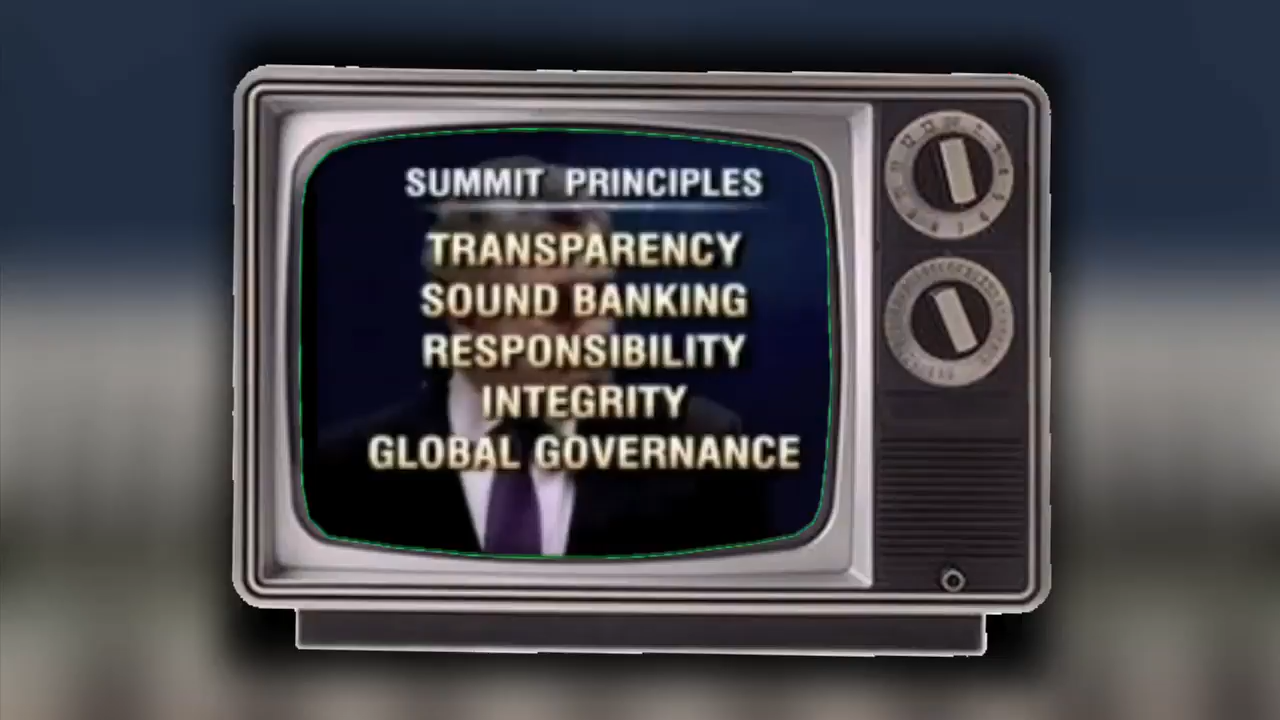 SUMMIT PRINCIPLES
TRANSPARENCY
SOUND BANKING
RESPONSIBILITY
INTEGRITY
GLOBAL GOVERNANCE